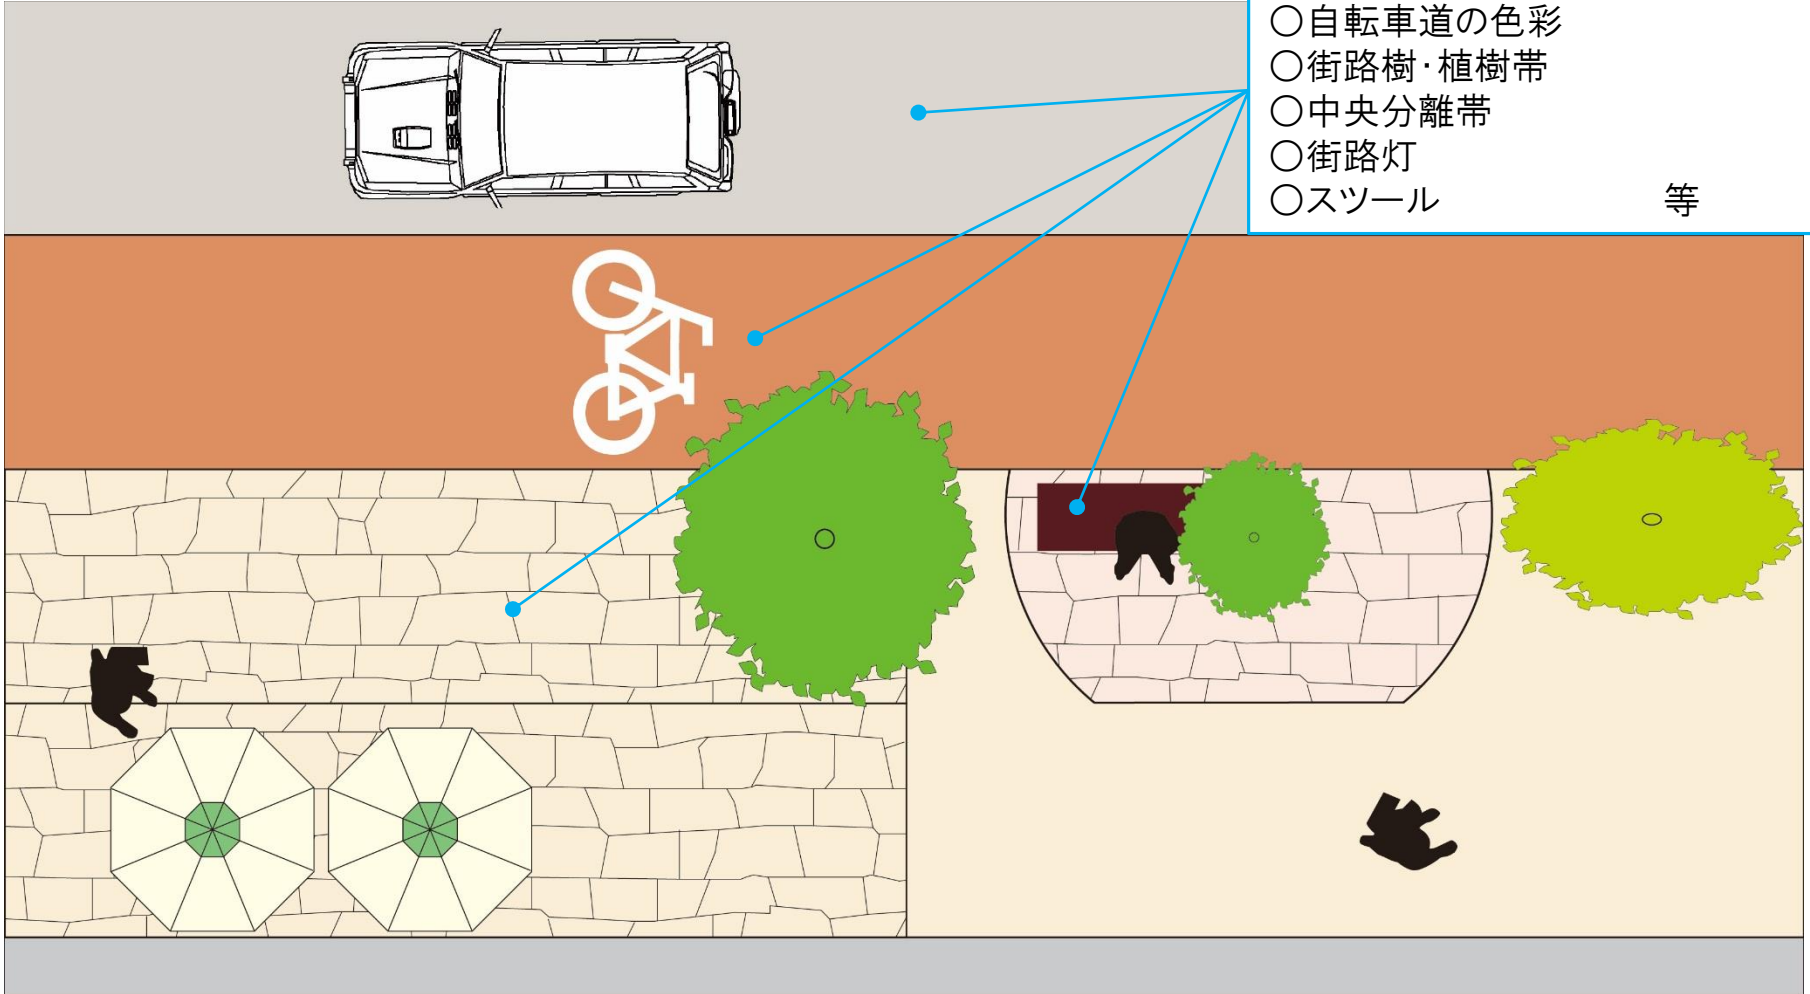 ○自転車道の色彩
○街路樹･植樹帯
○中央分離帯
○街路灯
○スツール 等